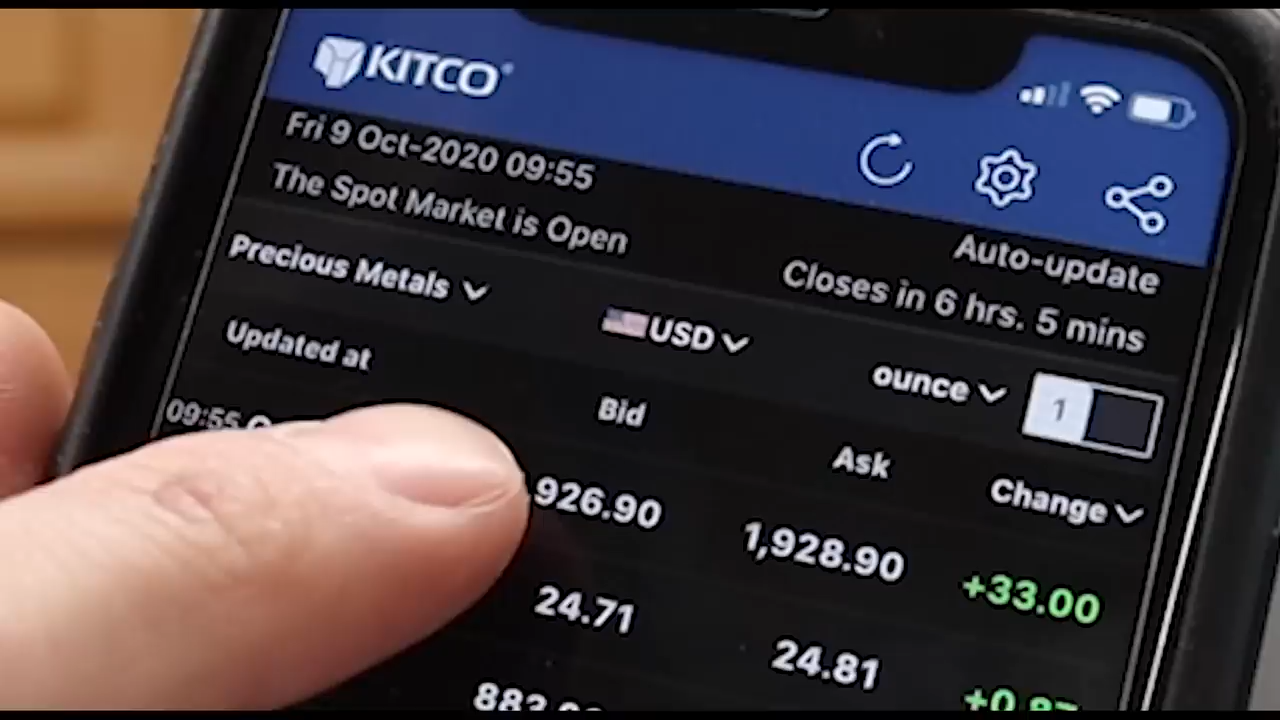 KITCO®
Fri 9 Oct-2020 09:55
The Spot Market is Open
Auto-update
Closes in 6 hrs. 5 mins
Precious Metals
USD
ounce
1
Updated at
Bid
Ask
Change
09:55
926.90
1,928.90
+33.00
24.71
24.81